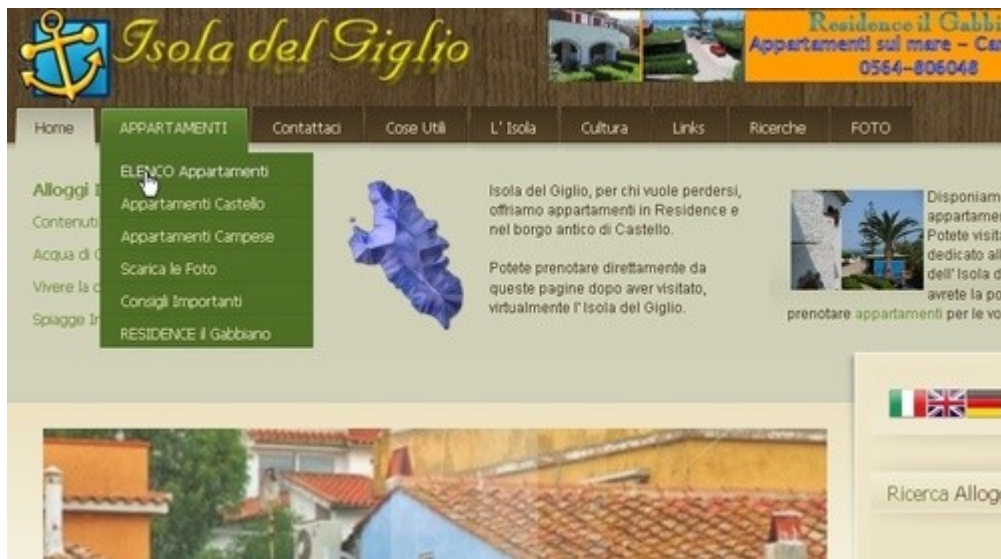 Isola del Giglio
Residence il Gabbi
Appartamenti sul mare - Ca
0564-806048
Home
APPARTAMENTI
Contattaci
Cose Utili
L' Isola
Cultura
Links
Ricerche
FOTO
ELENCO Appartamenti
Appartamenti Castello
Appartamenti Campese
Scarica le Foto
Consigli Importanti
RESIDENCE il Gabbiano
Alloggi
Contenuti
Acqua di
Vivere la
Spiagge
Isola del Giglio, per chi vuole perdersi,
offriamo appartamenti in Residence e
nel borgo antico di Castello.
Potete prenotare direttamente da
queste pagine dopo aver visitato,
virtualmente l' Isola del Giglio.
Disponiam
appartame
Potete visit
dedicato al
dell' Isola d
avrete la po
prenotare appartamenti per le vo
Ricerca Allog